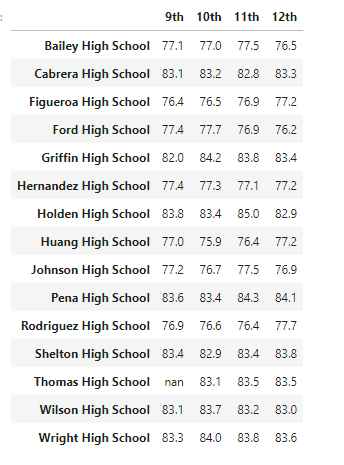 9th 10th 11th 12th
Bailey High School 77.1 77.0 77.5 76.5
Cabrera High School 83.1 83.2 82.8 83.3
Figueroa High School 76.4 76.5 76.9 77.2
Ford High School 77.4 77.7 76.9 76.2
Griffin High School 82.0 84.2 83.8 83.4
Hernandez High School 77.4 77.3 77.1 77.2
Holden High School 83.8 83.4 85.0 82.9
Huang High School 77.0 75.9 76.4 77.2
Johnson High School 77.2 76.7 77.5 76.9
Pena High School 83.6 83.4 84.3 84.1
Rodriguez High School 76.9 76.6 76.4 77.7
Shelton High School 83.4 82.9 83.4 83.8
Thomas High School nan 83.1 83.5 83.5
Wilson High School 83.1 83.7 83.2 83.0
Wright High School 83.3 84.0 83.8 83.6